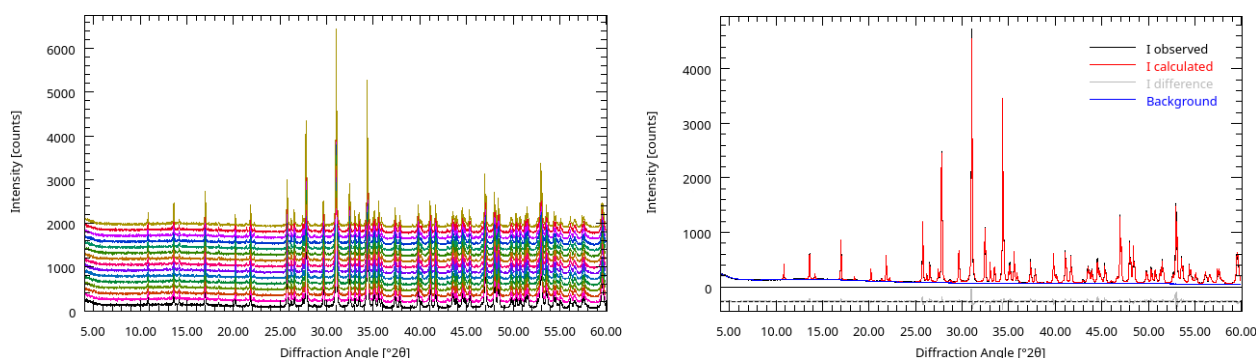 Intensity [counts]
6000
5000
4000
3000
2000
1000
0
5.00 10.00 15.00 20.00 25.00 30.00 35.00 40.00 45.00 50.00 55.00 60.00
Diffraction Angle [°2θ]
Intensity [counts]
4000
3000
2000
1000
0
I observed
I calculated
I difference
Background
5.00 10.00 15.00 20.00 25.00 30.00 35.00 40.00 45.00 50.00 55.00 60.00
Diffraction Angle [°2θ]